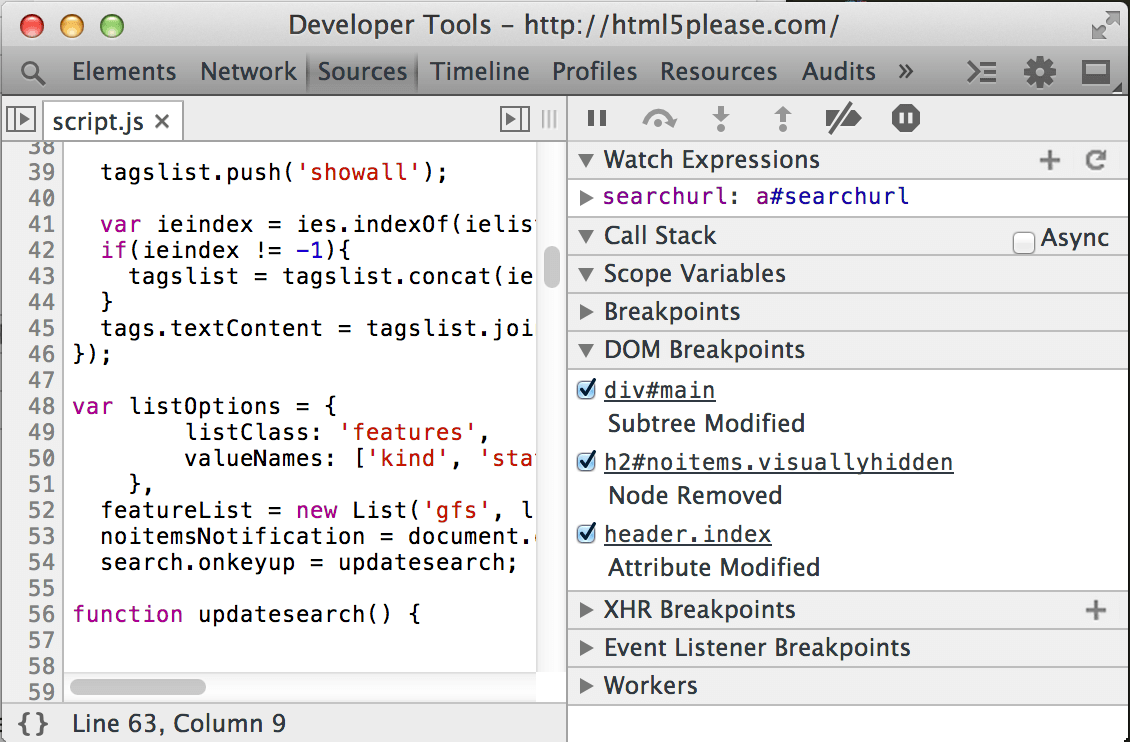 Developer Tools – http://html5please.com/
Elements Network Sources Timeline Profiles Resources Audits »
script.js ×
38
39 tagslist.push('showall');
40
41 var ieindex = ies.indexOf(ielist
42 if(ieindex != -1){
43 tagslist = tagslist.concat(ie
44 }
45 tags.textContent = tagslist.joi
46 });
47
48 var listOptions = {
49 listClass: 'features',
50 valueNames: ['kind', 'sta
51 },
52 featureList = new List('gfs', l
53 noitemsNotification = document.
54 search.onkeyup = updatesearch;
55
56 function updatesearch() {
57
58
59
{} Line 63, Column 9
Watch Expressions
searchurl: a#searchurl
Call Stack Async
Scope Variables
Breakpoints
DOM Breakpoints
div#main
Subtree Modified
h2#noitems.visuallyhidden
Node Removed
header.index
Attribute Modified
XHR Breakpoints
Event Listener Breakpoints
Workers